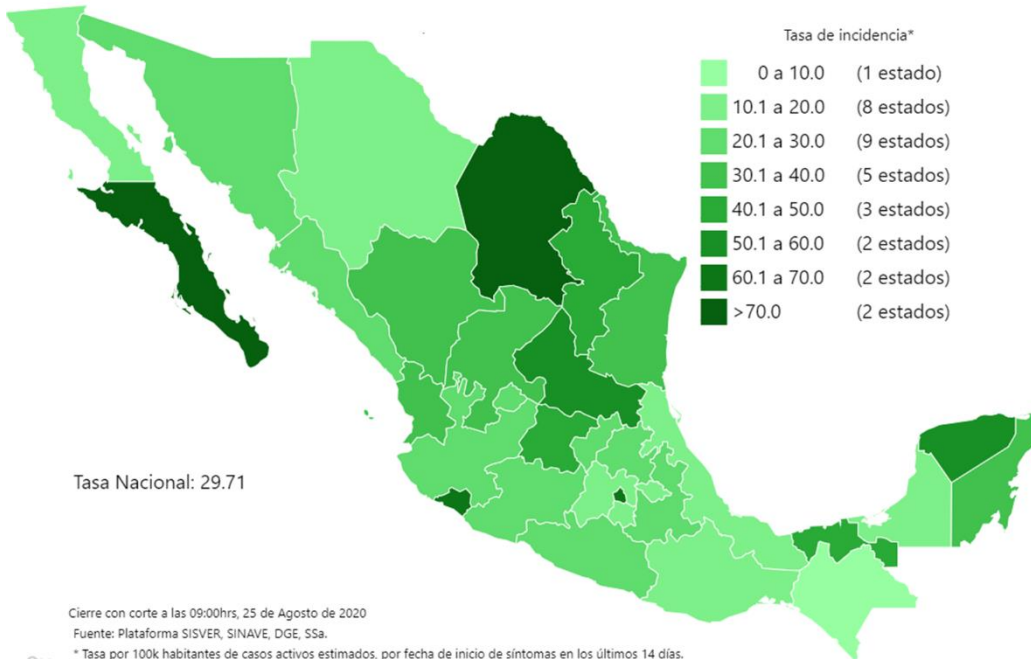 Tasa de incidencia*
0 a 10.0 (1 estado)
10.1 a 20.0 (8 estados)
20.1 a 30.0 (9 estados)
30.1 a 40.0 (5 estados)
40.1 a 50.0 (3 estados)
50.1 a 60.0 (2 estados)
60.1 a 70.0 (2 estados)
>70.0 (2 estados)
Tasa Nacional: 29.71
Cierre con corte a las 09:00hrs, 25 de Agosto de 2020
Fuente: Plataforma SISVER, SINAVE, DGE, SSa.
* Tasa por 100k habitantes de casos activos estimados, por fecha de inicio de síntomas en los últimos 14 días.